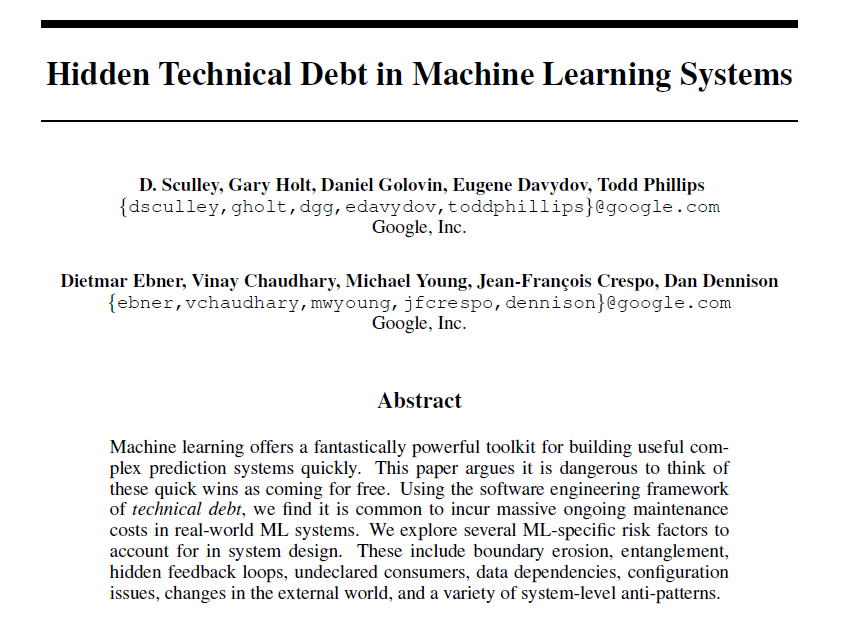 Hidden Technical Debt in Machine Learning Systems
D. Sculley, Gary Holt, Daniel Golovin, Eugene Davydov, Todd Phillips
{dsculley,gholt,dgg,edavydov,toddphillips}@google.com
Google, Inc.
Dietmar Ebner, Vinay Chaudhary, Michael Young, Jean-François Crespo, Dan Dennison
{ebner,vchaudhary,mwyoung,jfcrespo,dennison}@google.com
Google, Inc.
Abstract
Machine learning offers a fantastically powerful toolkit for building useful com-
plex prediction systems quickly. This paper argues it is dangerous to think of
these quick wins as coming for free. Using the software engineering framework
of technical debt, we find it is common to incur massive ongoing maintenance
costs in real-world ML systems. We explore several ML-specific risk factors to
account for in system design. These include boundary erosion, entanglement,
hidden feedback loops, undeclared consumers, data dependencies, configuration
issues, changes in the external world, and a variety of system-level anti-patterns.